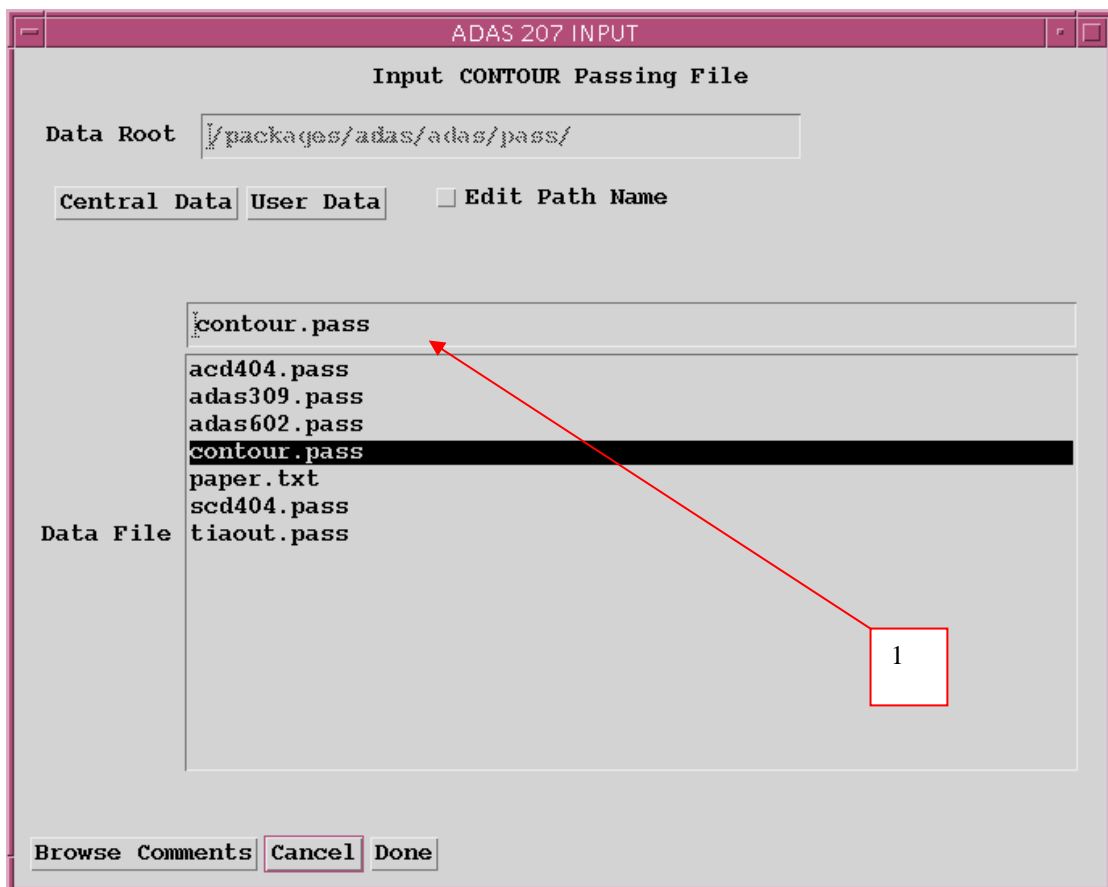 ADAS 207 INPUT
Input CONTOUR Passing File
Data Root /packages/adas/adas/pass/
Central Data User Data Edit Path Name
contour.pass
acd404.pass
adas309.pass
adas602.pass
contour.pass
paper.txt
scd404.pass
Data File tiaout.pass
1
Browse Comments Cancel Done